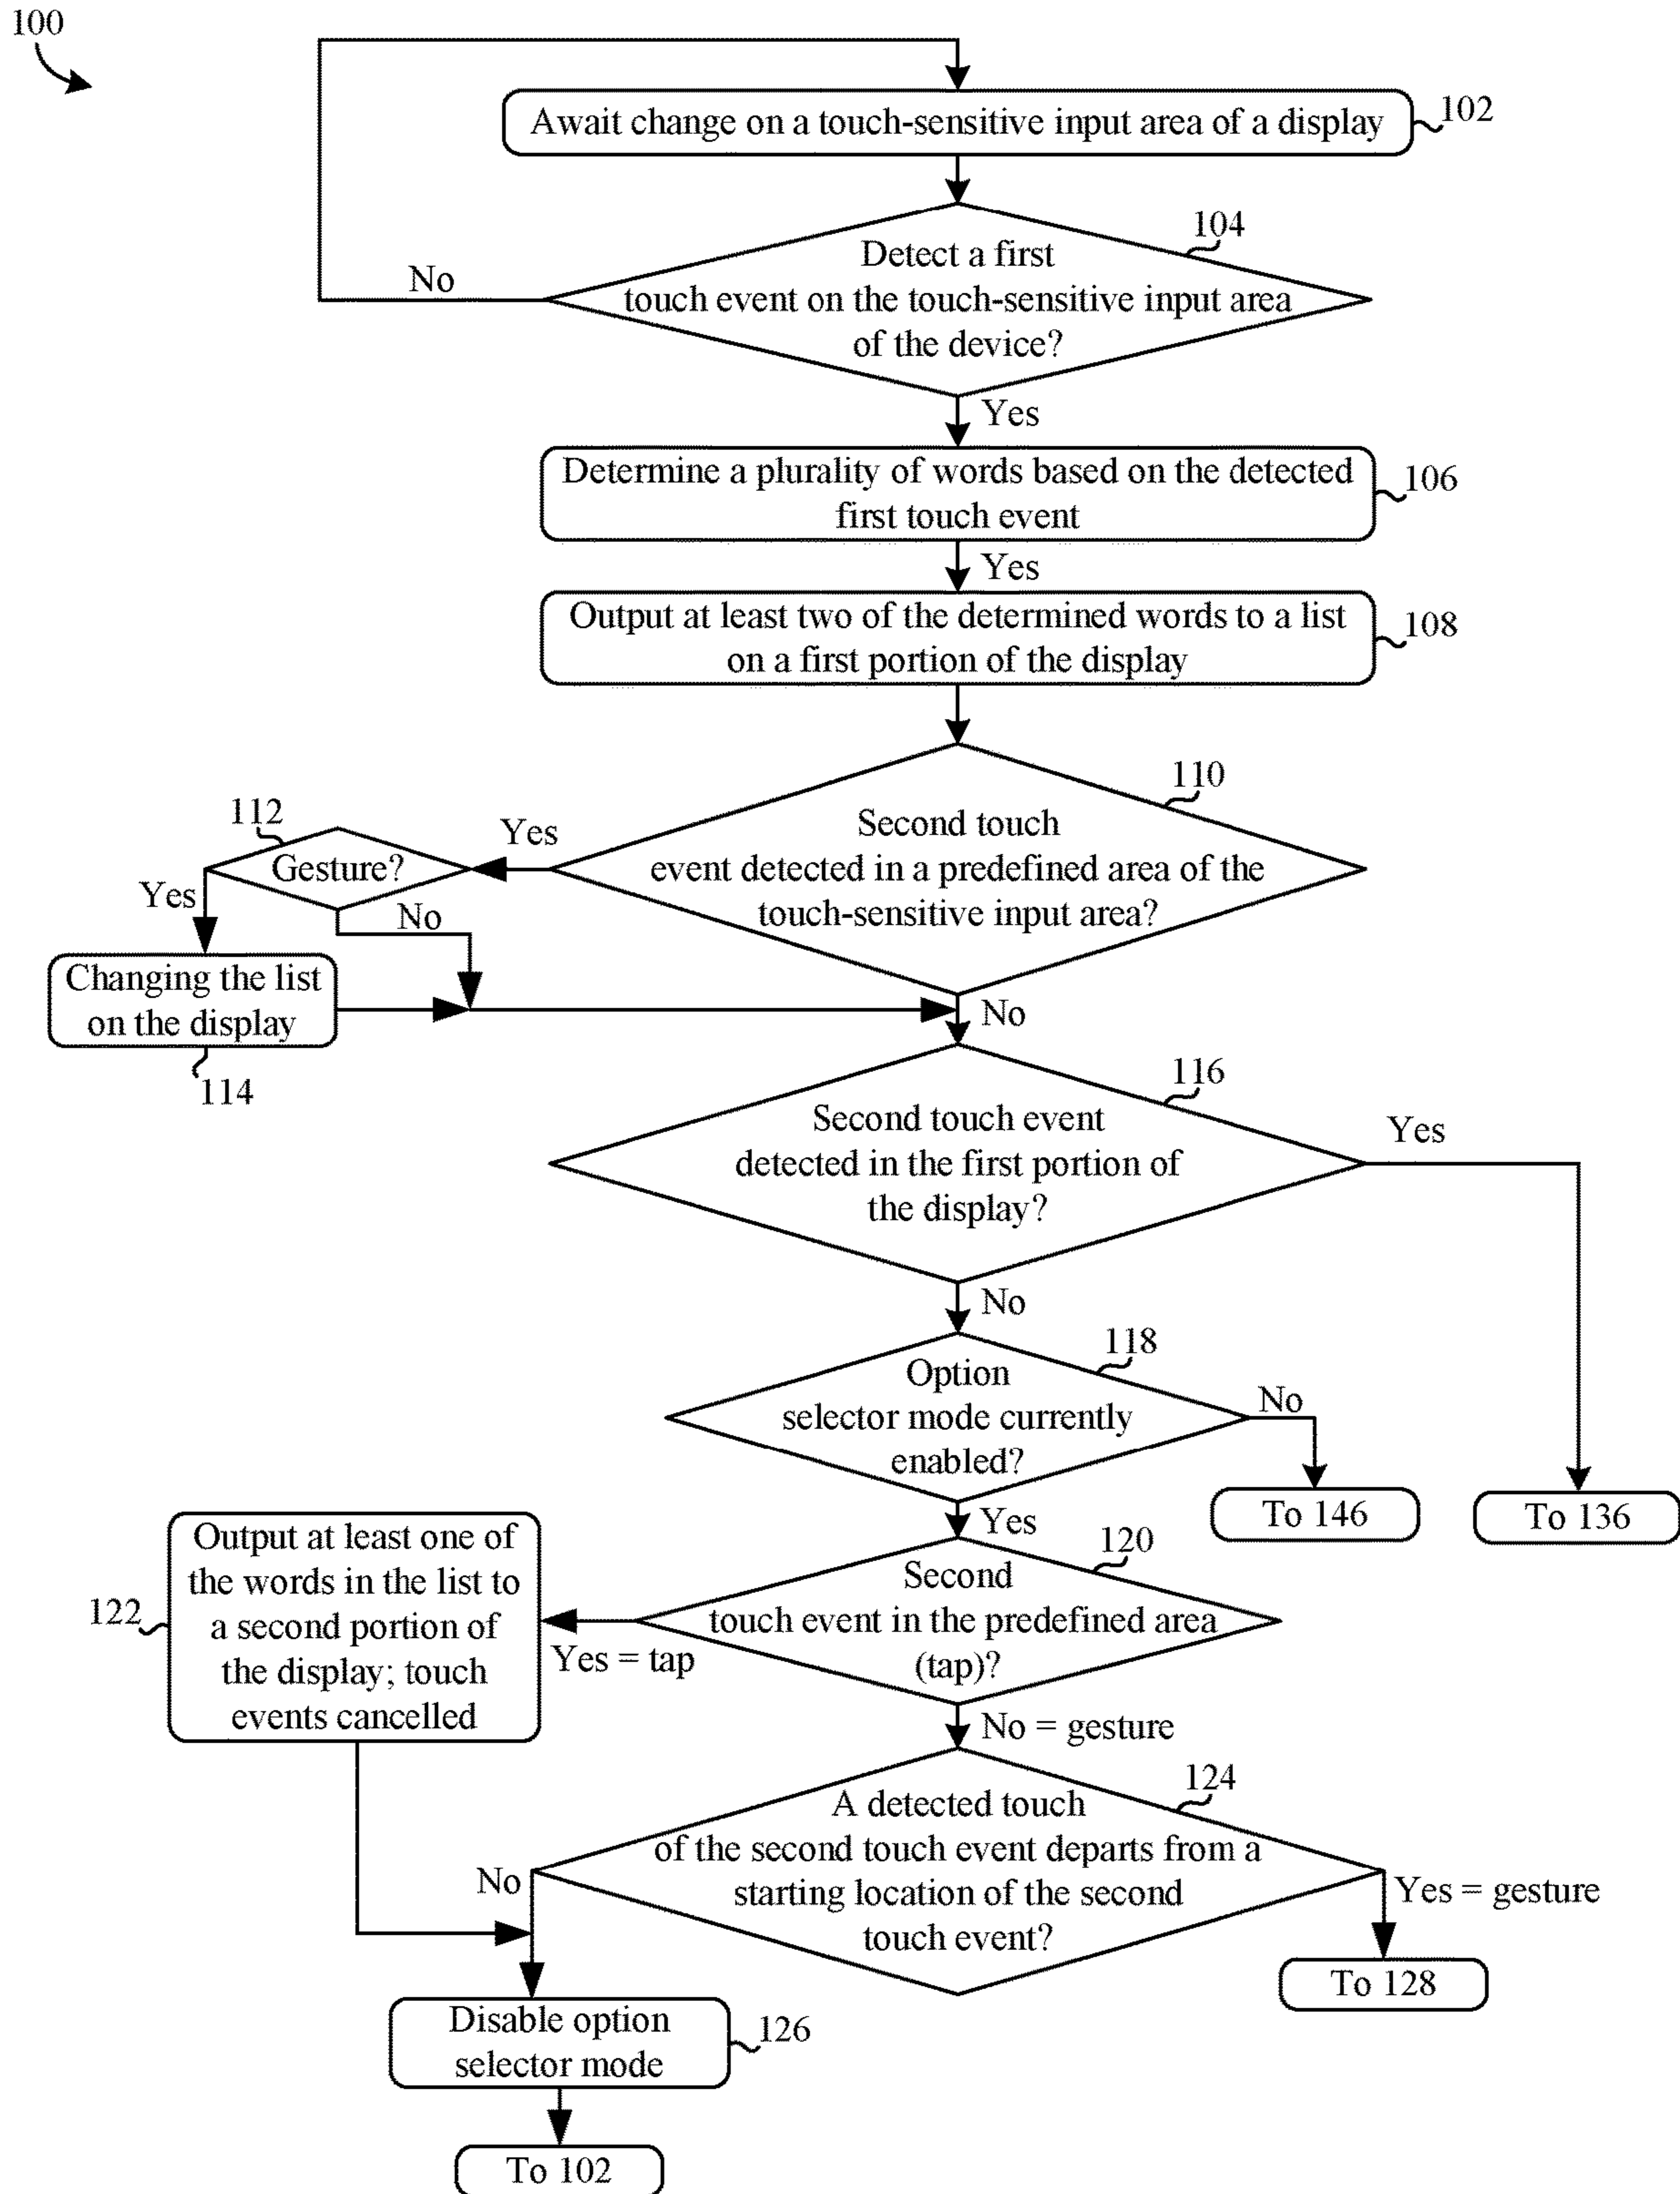 100
Await change on a touch-sensitive input area of a display
102
104
Detect a first
touch event on the touch-sensitive input area
of the device?
No
Yes
Determine a plurality of words based on the detected
first touch event
106
Yes
Output at least two of the determined words to a list
on a first portion of the display
108
110
Second touch
event detected in a predefined area of the
touch-sensitive input area?
Yes
112
Gesture?
Yes
No
Changing the list
on the display
114
No
116
Second touch event
detected in the first portion of
the display?
Yes
No
118
Option
selector mode currently
enabled?
No
To 146
To 136
Yes
120
Second
touch event in the predefined area
(tap)?
Yes = tap
Output at least one of
the words in the list to
a second portion of
the display; touch
events cancelled
122
No = gesture
124
A detected touch
of the second touch event departs from a
starting location of the second
touch event?
No
Yes = gesture
To 128
Disable option
selector mode
126
To 102